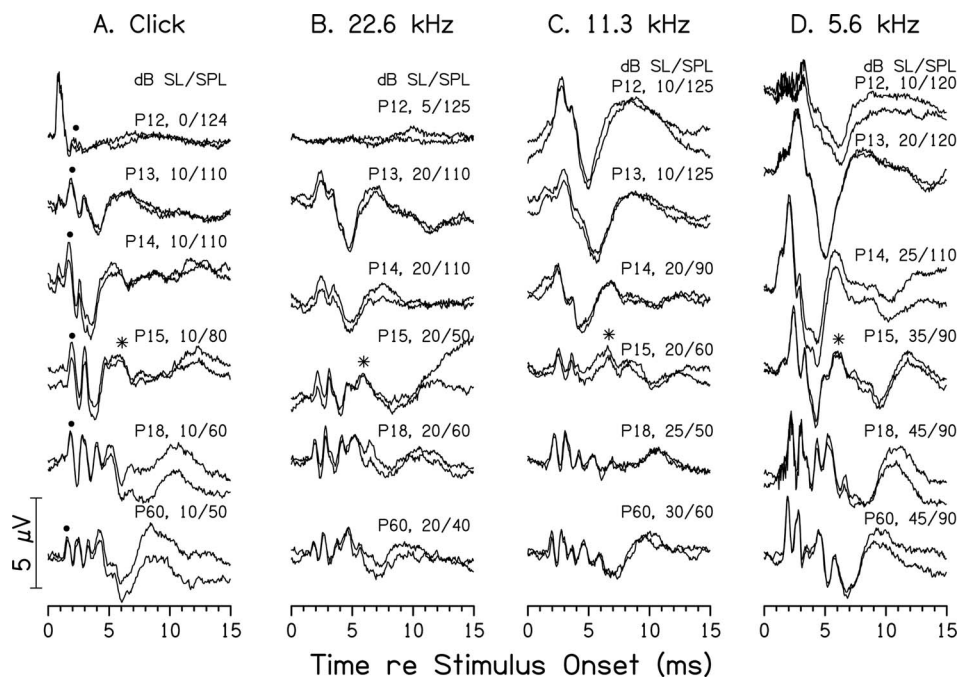 A. Click
B. 22.6 kHz
C. 11.3 kHz
D. 5.6 kHz
dB SL/SPL
P12, 0/124
P13, 10/110
P14, 10/110
P15, 10/80
P18, 10/60
P60, 10/50
dB SL/SPL
P12, 5/125
P13, 20/110
P14, 20/110
P15, 20/50
P18, 20/60
P60, 20/40
dB SL/SPL
P12, 10/125
P13, 10/125
P14, 20/90
P15, 20/60
P18, 25/50
P60, 30/60
dB SL/SPL
P12, 10/120
P13, 20/120
P14, 25/110
P15, 35/90
P18, 45/90
P60, 45/90
5 µV
0 5 10 15
0 5 10 15
0 5 10 15
0 5 10 15
Time re Stimulus Onset (ms)